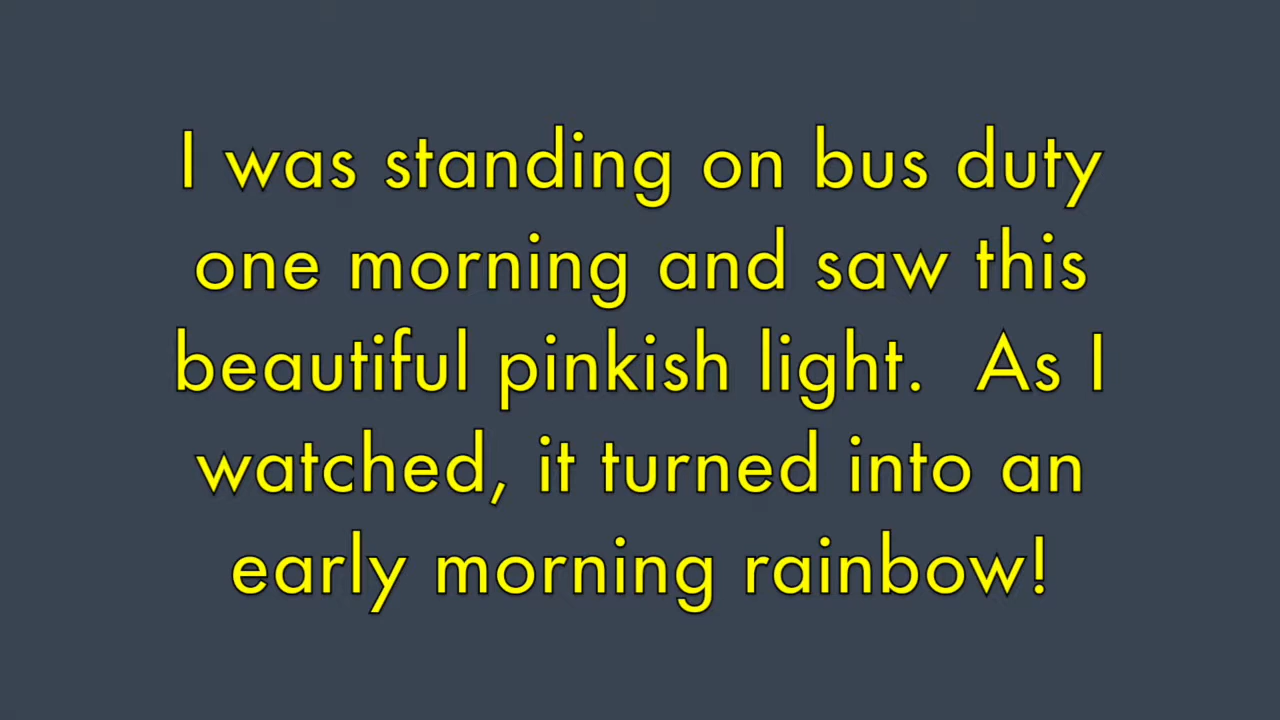 I was standing on bus duty
one morning and saw this
beautiful pinkish light.  As I
watched, it turned into an
early morning rainbow!